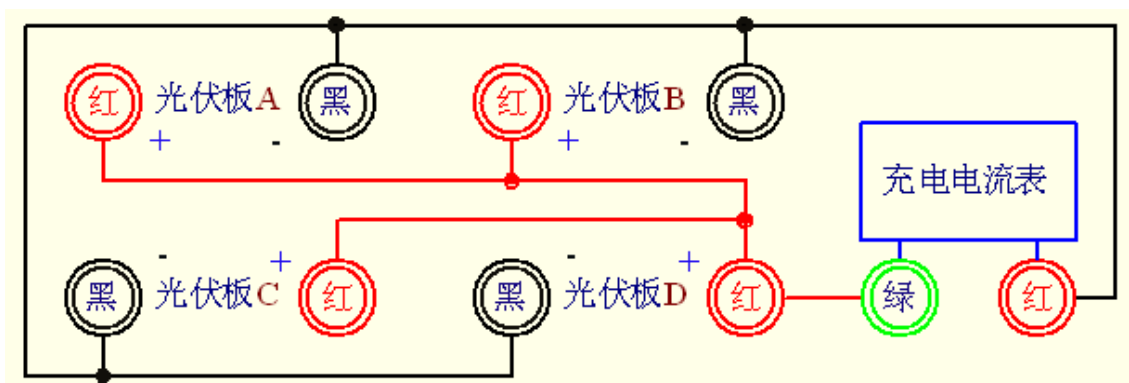 红 光伏板A 黑 红 光伏板B 黑
+ - + -
充电电流表
- + - +
黑 光伏板C 红 黑 光伏板D 红 绿 红